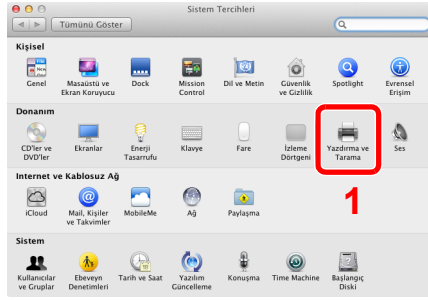 Sistem Tercihleri
Tümünü Göster
Kişisel
Genel
Masaüstü ve Ekran Koruyucu
Dock
Mission Control
Dil ve Metin
Güvenlik ve Gizlilik
Spotlight
Evrensel Erişim
Donanım
CD'ler ve DVD'ler
Ekranlar
Enerji Tasarrufu
Klavye
Fare
İzleme Dörtgeni
Yazdırma ve Tarama
Ses
Internet ve Kablosuz Ağ
iCloud
Mail, Kişiler ve Takvimler
MobileMe
Ağ
Paylaşma
1
Sistem
Kullanıcılar ve Gruplar
Ebeveyn Denetimleri
Tarih ve Saat
Yazılım Güncelleme
Konuşma
Time Machine
Başlangıç Diski